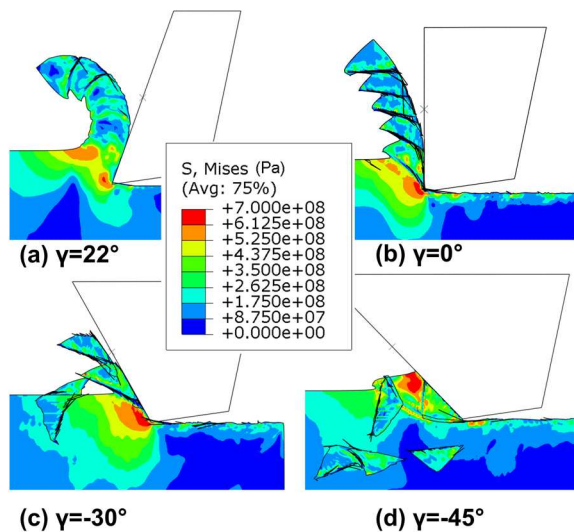 S, Mises (Pa)
(Avg: 75%)
+7.000e+08
+6.125e+08
+5.250e+08
+4.375e+08
+3.500e+08
+2.625e+08
+1.750e+08
+8.750e+07
+0.000e+00
(a) γ=22°
(b) γ=0°
(c) γ=-30°
(d) γ=-45°